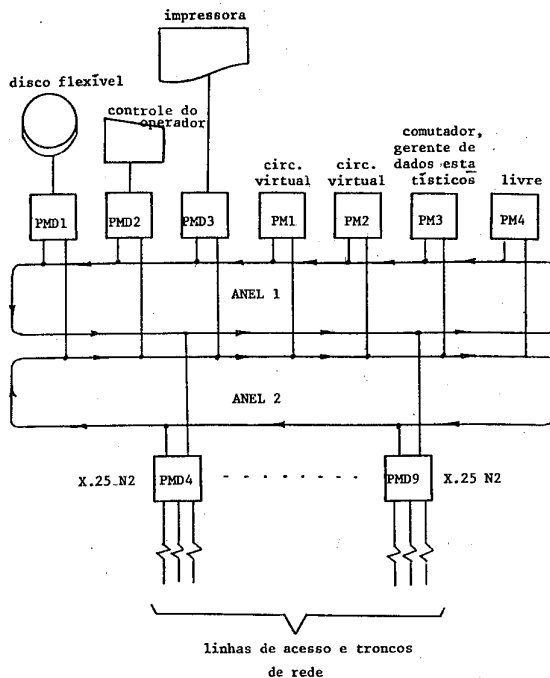 impressora
disco flexível
controle do
operador
comutador,
gerente de
dados esta
tísticos
circ.
virtual
circ.
virtual
livre
PMD1
PMD2
PMD3
PM1
PM2
PM3
PM4
ANEL 1
ANEL 2
X.25 N2
PMD4
PMD9
X.25 N2
linhas de acesso e troncos
de rede